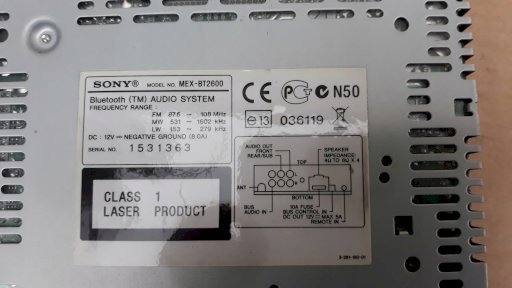 SONY® MODEL NO. MEX-BT2600
Bluetooth (TM) AUDIO SYSTEM
FREQUENCY RANGE:
FM 87.5 - 108 MHz
MW 531 - 1602 kHz
LW 153 - 279 kHz
DC : 12V NEGATIVE GROUND (8.0A)
SERIAL NO. 1531363
CLASS 1
LASER PRODUCT
CE PG C N50
e13 036119
AUDIO OUT
FRONT
REAR/SUB
TOP
SPEAKER
IMPEDANCE:
4Ω TO 8Ω X 4
L
R
ANT
BOTTOM
BUS
AUDIO IN
10A FUSE
BUS CONTROL IN
DC OUT 12V MAX 5A
REMOTE IN